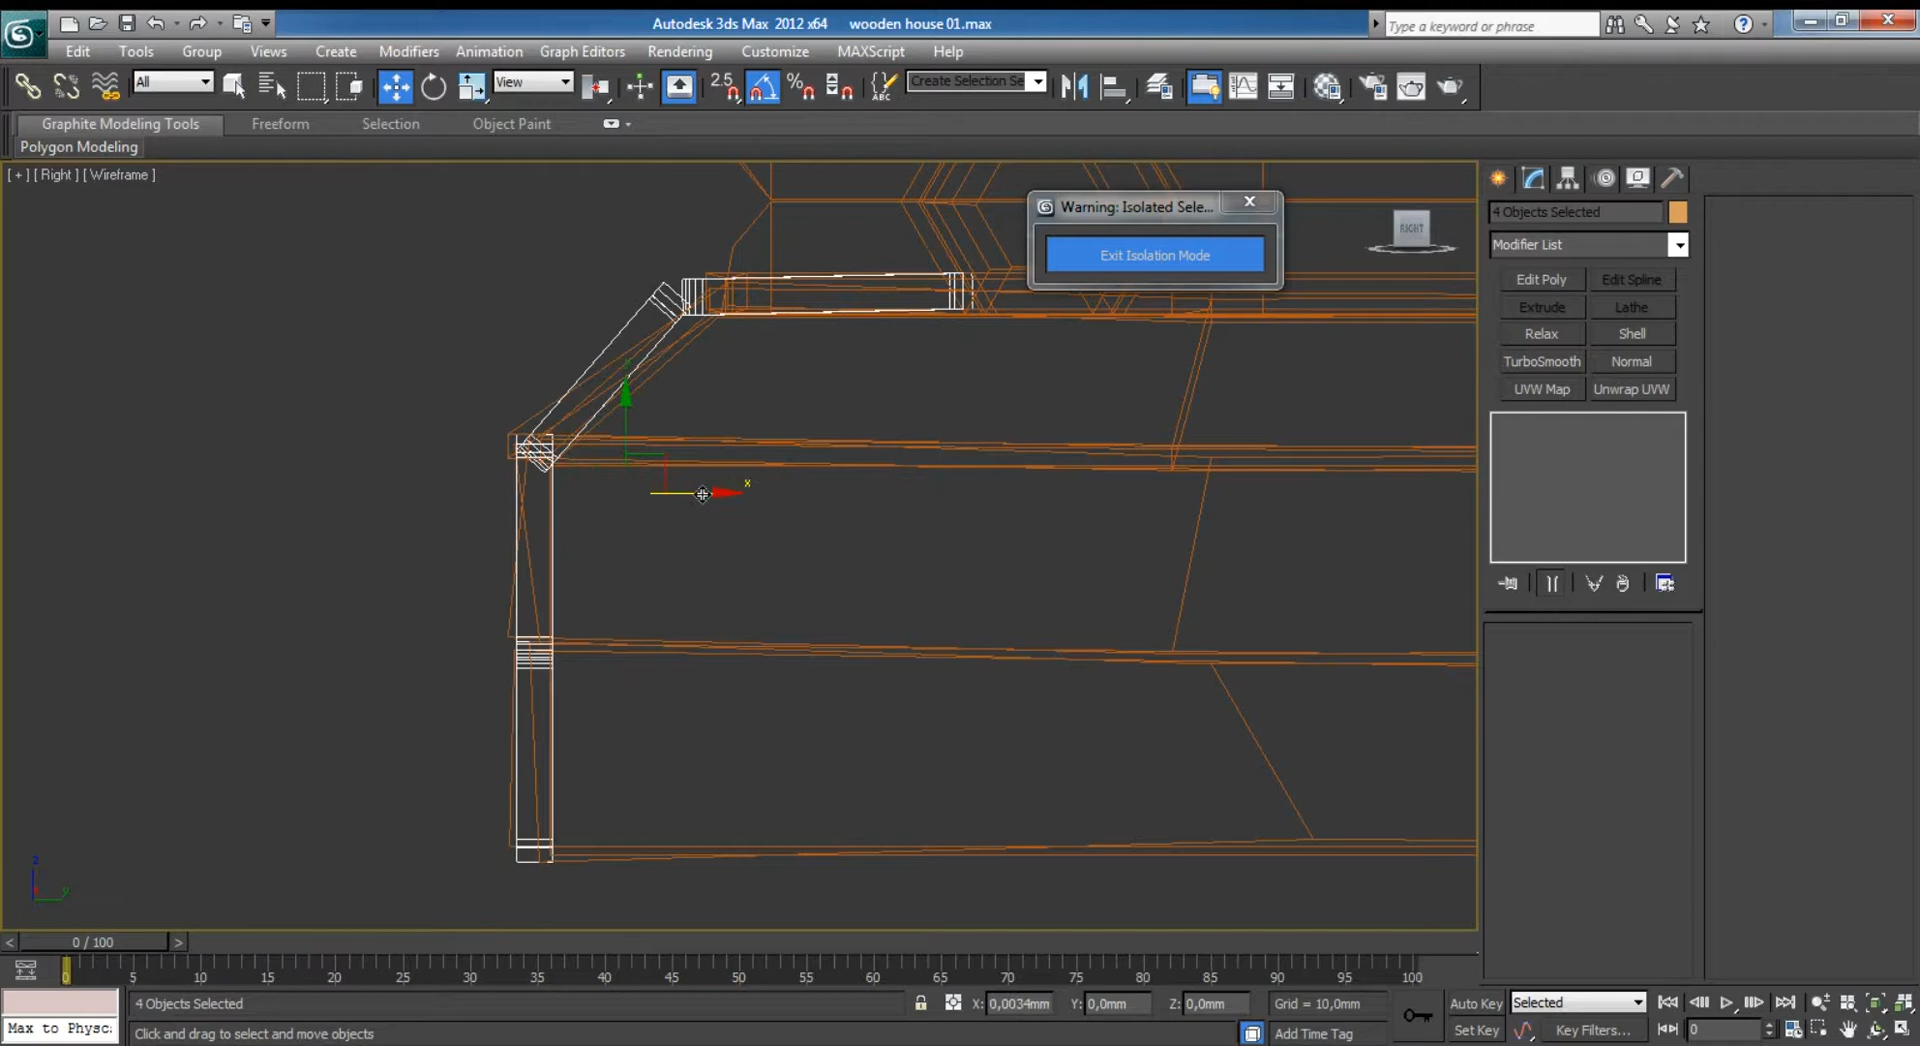 Autodesk 3ds Max 2012 x64 wooden house 01.max
Type a keyword or phrase
Edit Tools Group Views Create Modifiers Animation Graph Editors Rendering Customize MAXScript Help
All
View
2.5
%
ABC
Create Selection Se
Graphite Modeling Tools Freeform Selection Object Paint
Polygon Modeling
[ + ] [ Right ] [ Wireframe ]
Warning: Isolated Sele...
Exit Isolation Mode
RIGHT
4 Objects Selected
Modifier List
Edit Poly Edit Spline
Extrude Lathe
Relax Shell
TurboSmooth Normal
UVW Map Unwrap UVW
x
z
y
< 0 / 100 >
0 5 10 15 20 25 30 35 40 45 50 55 60 65 70 75 80 85 90 95 100
4 Objects Selected X: 0,0034mm Y: 0,0mm Z: 0,0mm Grid = 10,0mm Auto Key Selected
Max to Physc: Click and drag to select and move objects Add Time Tag Set Key Key Filters... 0